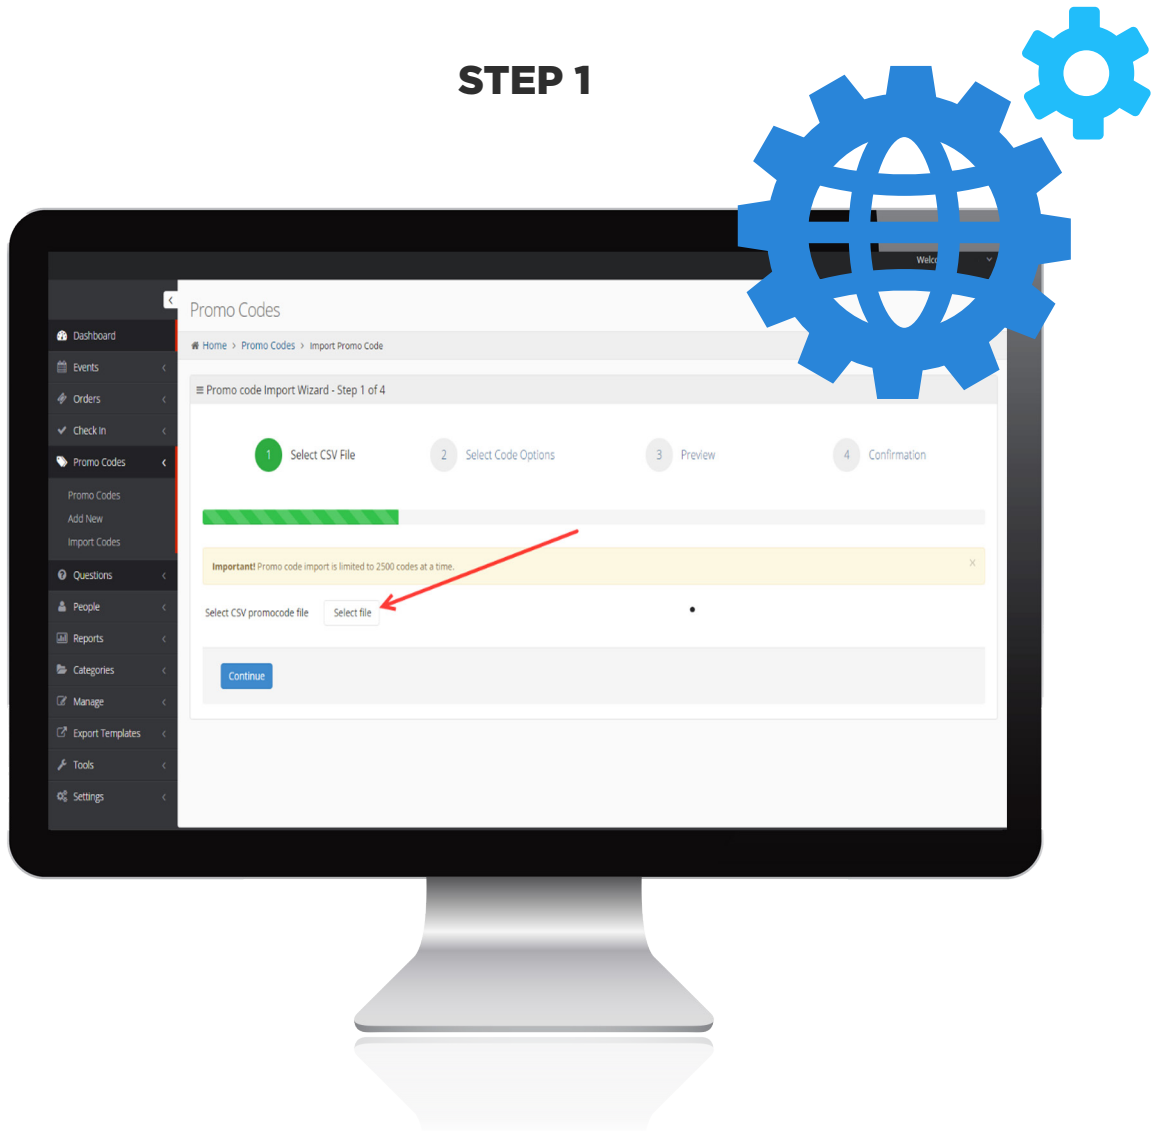 STEP 1
Promo Codes
Home > Promo Codes > Import Promo Code
Dashboard
Events
Orders
Check In
Promo Codes
Promo Codes
Add New
Import Codes
Questions
People
Reports
Categories
Manage
Export Templates
Tools
Settings
Promo code Import Wizard - Step 1 of 4
1 Select CSV File
2 Select Code Options
3 Preview
4 Confirmation
Important! Promo code import is limited to 2500 codes at a time.
Select CSV promocode file
Select file
Continue